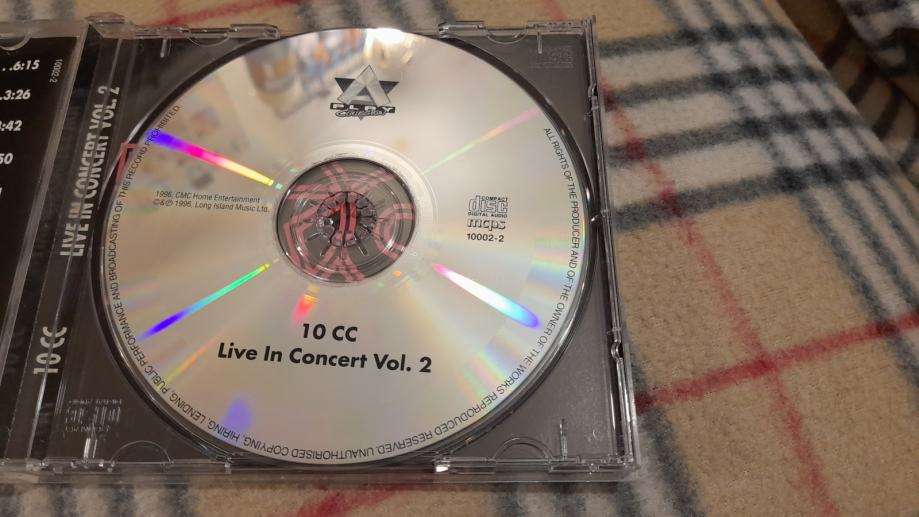 ..6:15
.3:26
3:42
50
10002-2
LIVE IN CONCERT VOL. 2
10 CC
PLAY
Collection
1996, CMC Home Entertainment
©&℗ 1996, Long Island Music Ltd.
COMPACT
disc
DIGITAL AUDIO
mcps
10002-2
10 CC
Live In Concert Vol. 2
ALL RIGHTS OF THE PRODUCER AND OF THE OWNER OF THE WORKS REPRODUCED RESERVED. UNAUTHORISED COPYING, HIRING, LENDING, PUBLIC PERFORMANCE AND BROADCASTING OF THIS RECORD PROHIBITED